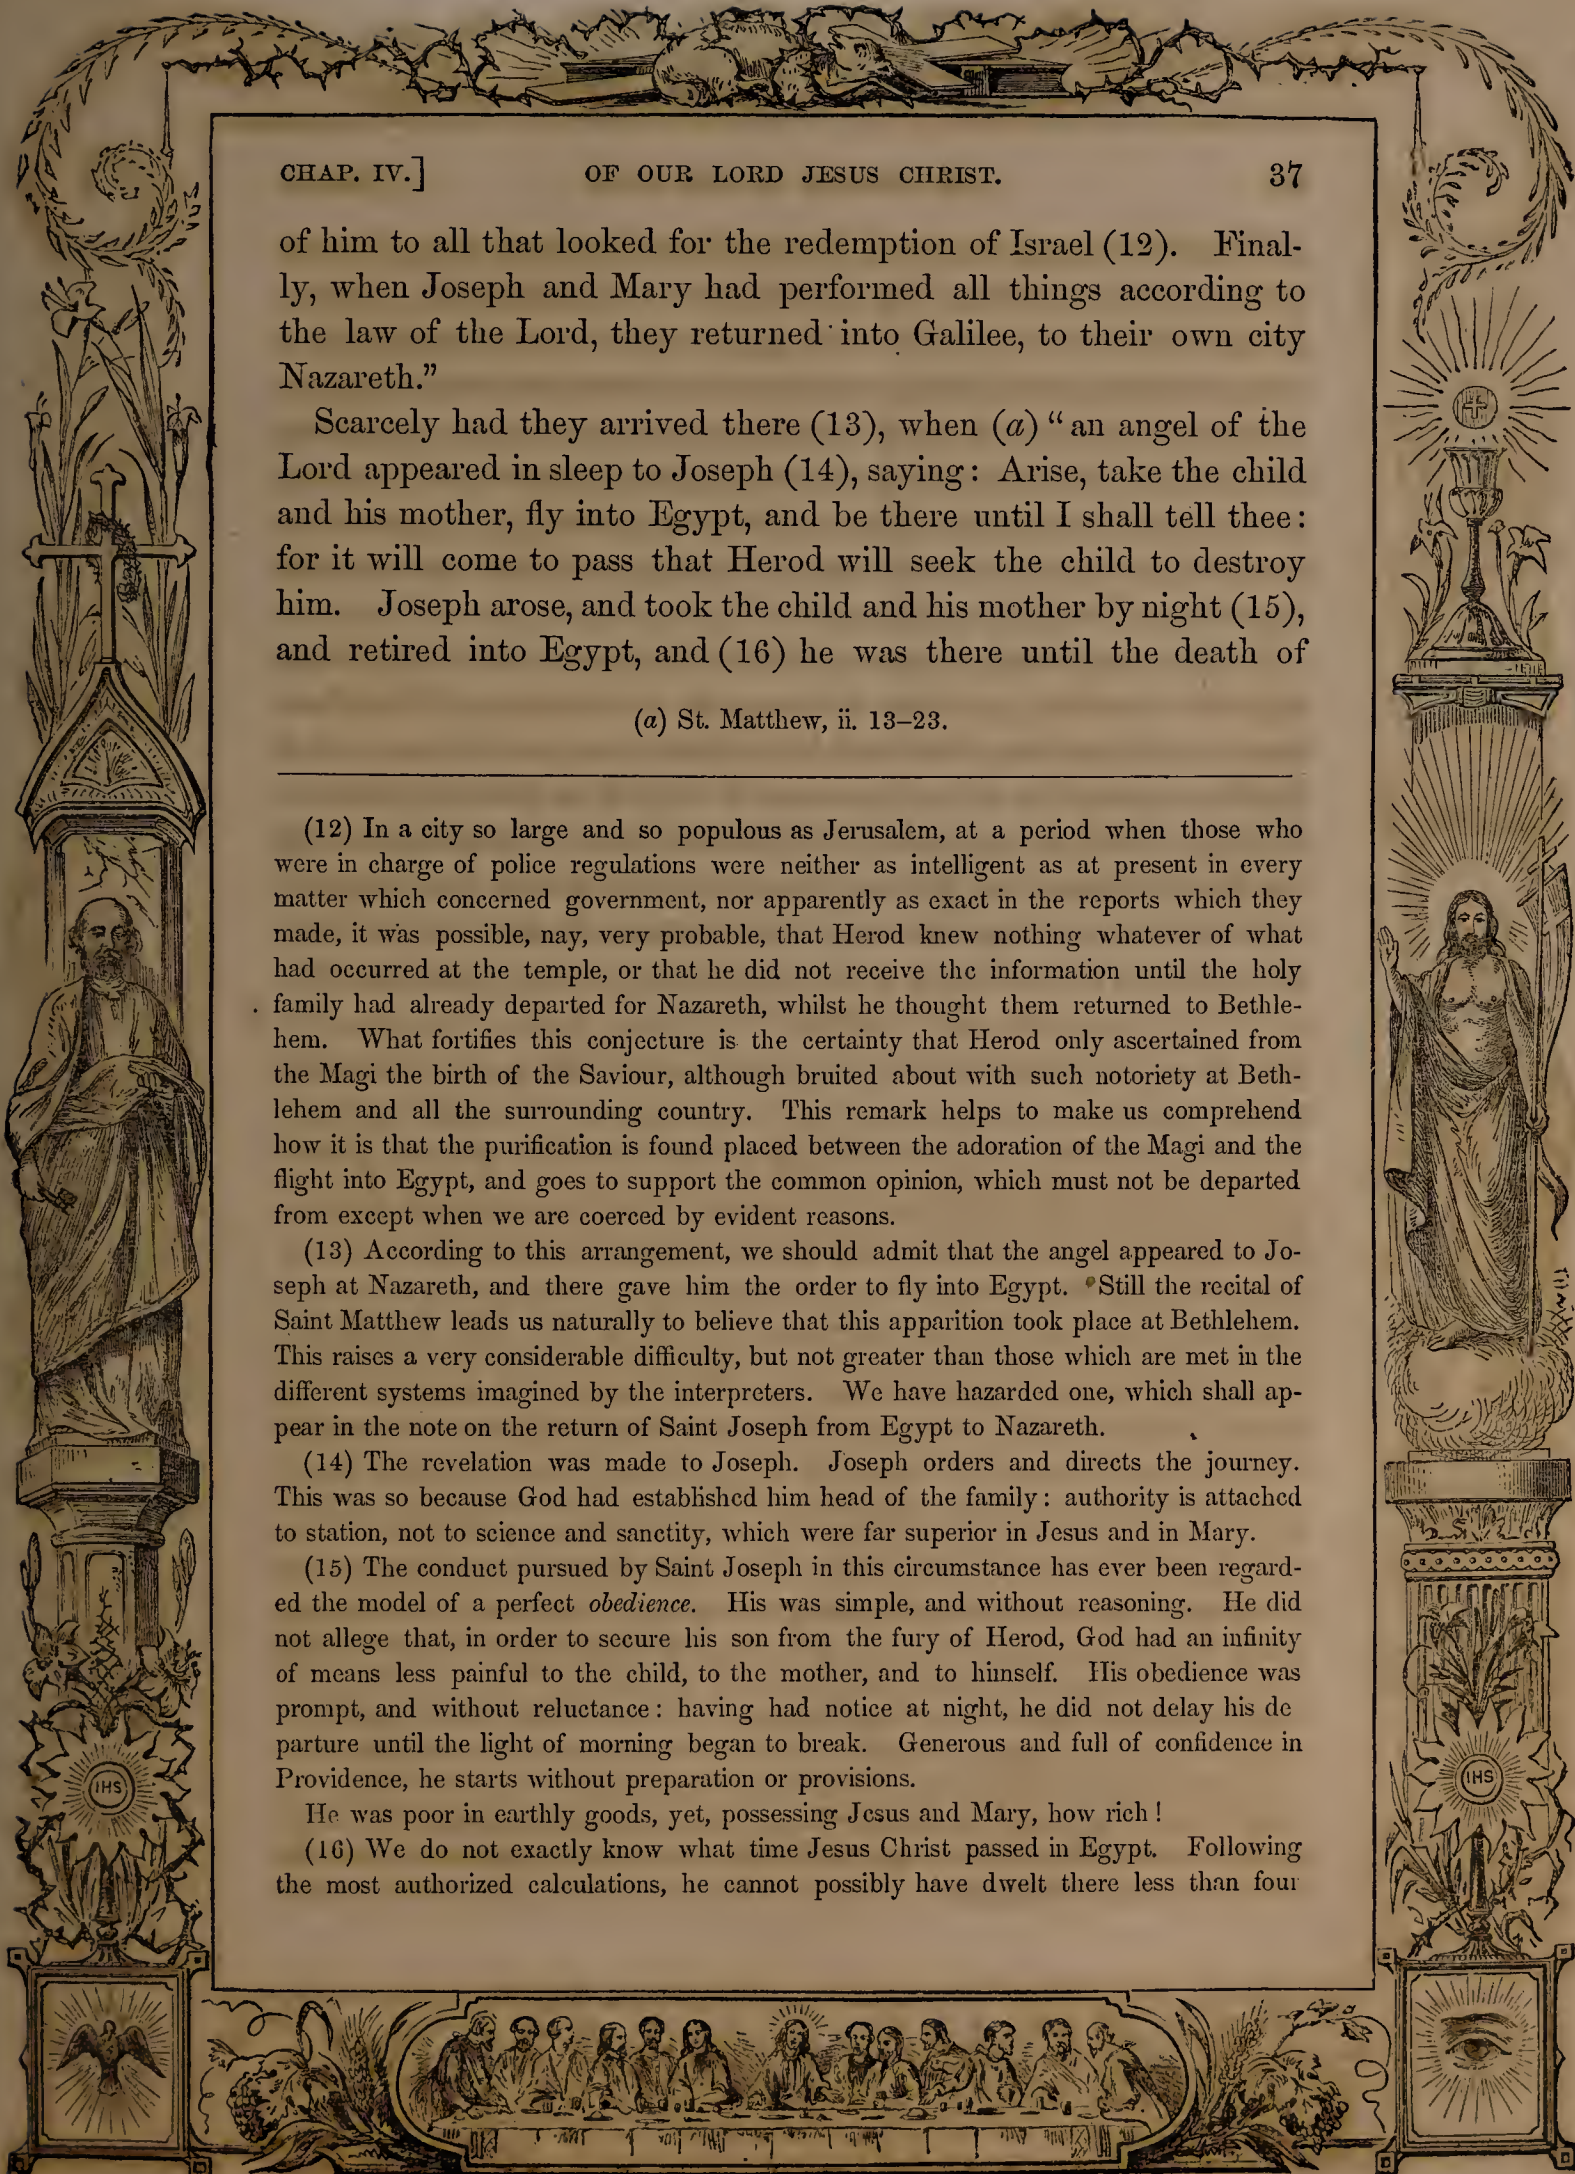 CHAP. IV.] OF OUR LORD JESUS CHRIST. 37
of him to all that looked for the redemption of Israel (12). Final-
ly, when Joseph and Mary had performed all things according to
the law of the Lord, they returned into Galilee, to their own city
Nazareth.”
Scarcely had they arrived there (13), when (a) “an angel of the
Lord appeared in sleep to Joseph (14), saying: Arise, take the child
and his mother, fly into Egypt, and be there until I shall tell thee:
for it will come to pass that Herod will seek the child to destroy
him. Joseph arose, and took the child and his mother by night (15),
and retired into Egypt, and (16) he was there until the death of
(a) St. Matthew, ii. 13–23.
(12) In a city so large and so populous as Jerusalem, at a period when those who
were in charge of police regulations were neither as intelligent as at present in every
matter which concerned government, nor apparently as exact in the reports which they
made, it was possible, nay, very probable, that Herod knew nothing whatever of what
had occurred at the temple, or that he did not receive the information until the holy
family had already departed for Nazareth, whilst he thought them returned to Bethle-
hem. What fortifies this conjecture is the certainty that Herod only ascertained from
the Magi the birth of the Saviour, although bruited about with such notoriety at Beth-
lehem and all the surrounding country. This remark helps to make us comprehend
how it is that the purification is found placed between the adoration of the Magi and the
flight into Egypt, and goes to support the common opinion, which must not be departed
from except when we are coerced by evident reasons.
(13) According to this arrangement, we should admit that the angel appeared to Jo-
seph at Nazareth, and there gave him the order to fly into Egypt. Still the recital of
Saint Matthew leads us naturally to believe that this apparition took place at Bethlehem.
This raises a very considerable difficulty, but not greater than those which are met in the
different systems imagined by the interpreters. We have hazarded one, which shall ap-
pear in the note on the return of Saint Joseph from Egypt to Nazareth.
(14) The revelation was made to Joseph. Joseph orders and directs the journey.
This was so because God had established him head of the family: authority is attached
to station, not to science and sanctity, which were far superior in Jesus and in Mary.
(15) The conduct pursued by Saint Joseph in this circumstance has ever been regard-
ed the model of a perfect obedience. His was simple, and without reasoning. He did
not allege that, in order to secure his son from the fury of Herod, God had an infinity
of means less painful to the child, to the mother, and to himself. His obedience was
prompt, and without reluctance: having had notice at night, he did not delay his de
parture until the light of morning began to break. Generous and full of confidence in
Providence, he starts without preparation or provisions.
He was poor in earthly goods, yet, possessing Jesus and Mary, how rich!
(16) We do not exactly know what time Jesus Christ passed in Egypt. Following
the most authorized calculations, he cannot possibly have dwelt there less than four
IHS
IHS